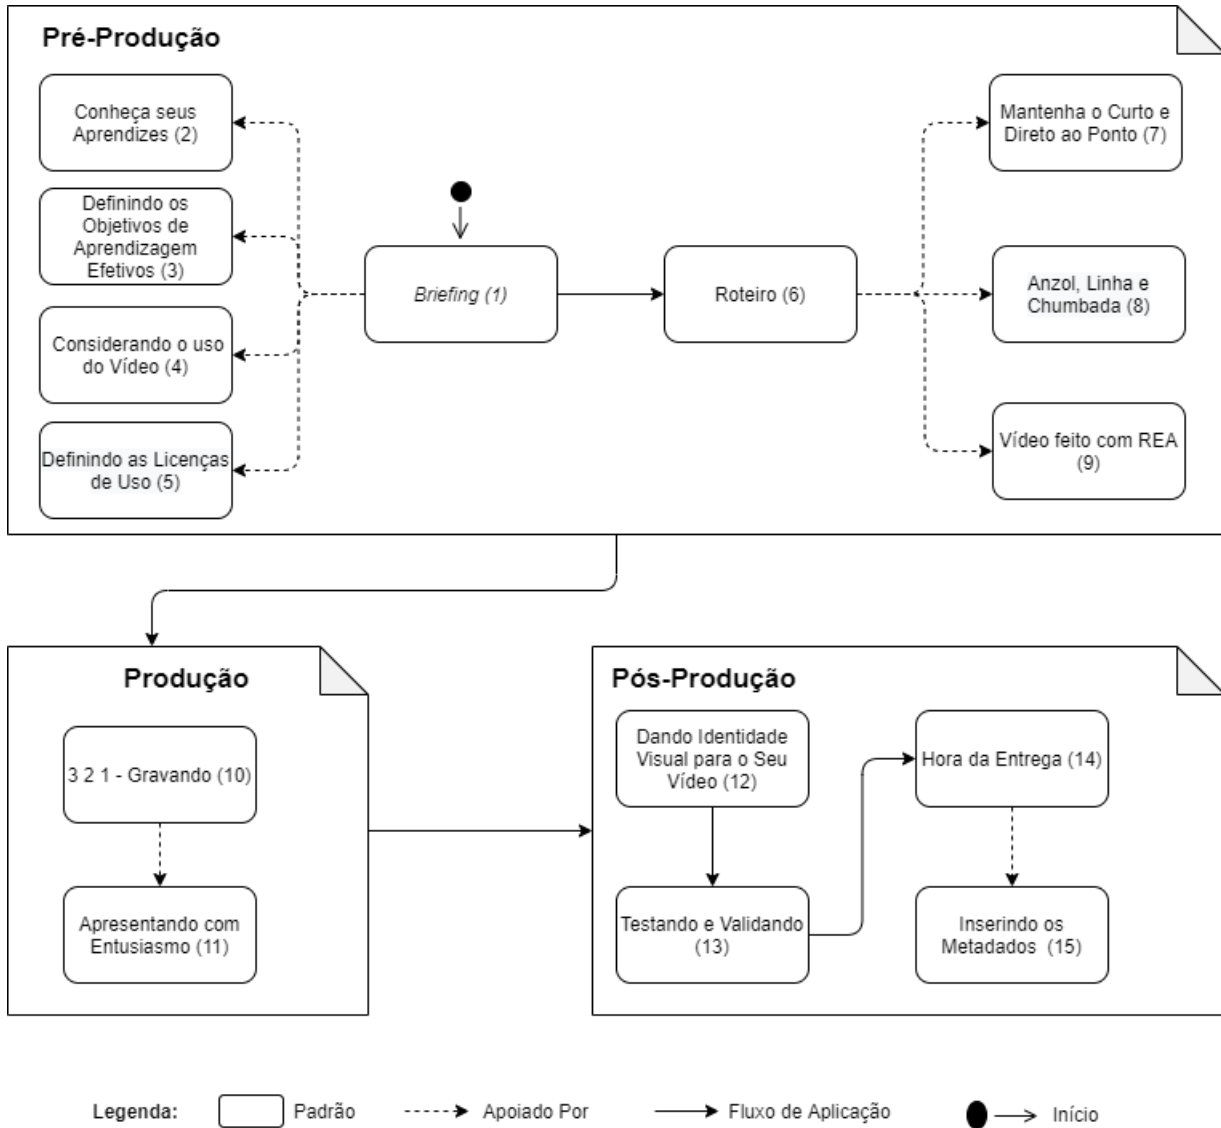 Pré-Produção
Conheça seus
Aprendizes (2)
Definindo os
Objetivos de
Aprendizagem
Efetivos (3)
Considerando o uso
do Vídeo (4)
Definindo as Licenças
de Uso (5)
Briefing (1)
Roteiro (6)
Mantenha o Curto e
Direto ao Ponto (7)
Anzol, Linha e
Chumbada (8)
Vídeo feito com REA
(9)
Produção
3 2 1 - Gravando (10)
Apresentando com
Entusiasmo (11)
Pós-Produção
Dando Identidade
Visual para o Seu
Vídeo (12)
Testando e Validando
(13)
Hora da Entrega (14)
Inserindo os
Metadados (15)
Legenda: Padrão Apoiado Por Fluxo de Aplicação Início